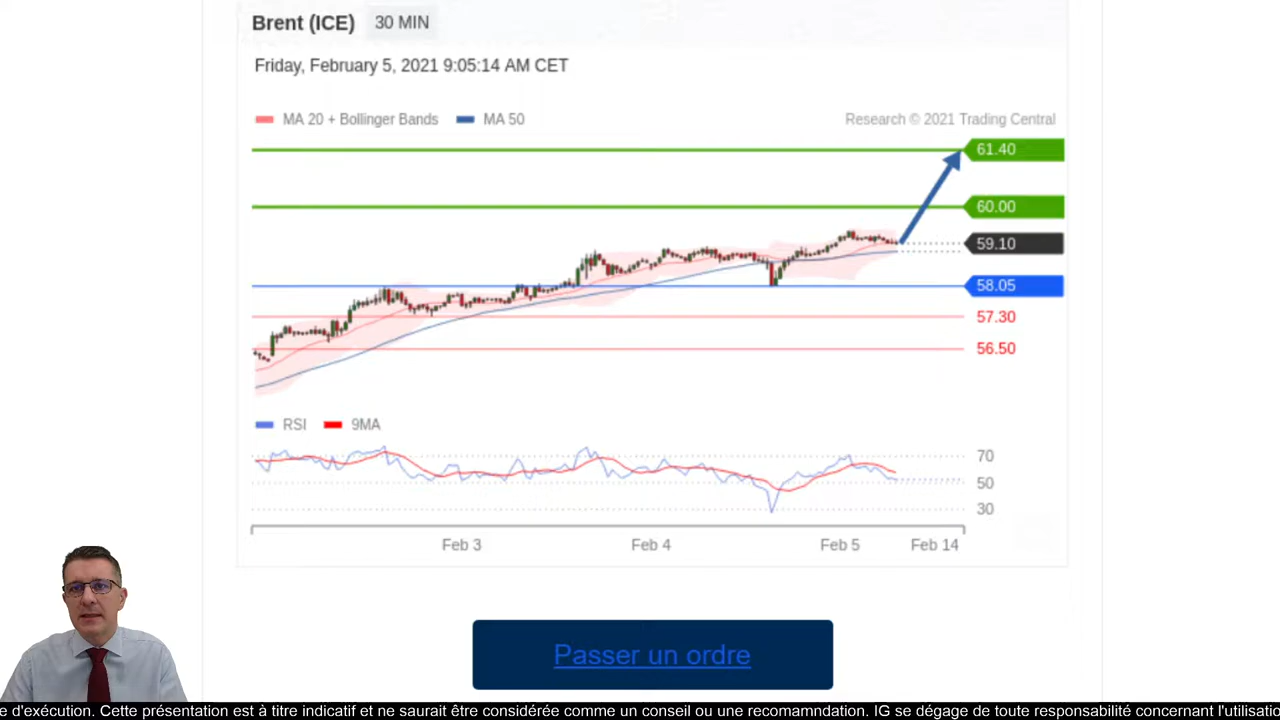 Brent (ICE) 30 MIN
Friday, February 5, 2021 9:05:14 AM CET
MA 20 + Bollinger Bands MA 50 Research © 2021 Trading Central
61.40
60.00
59.10
58.05
57.30
56.50
RSI 9MA
70
50
30
Feb 3 Feb 4 Feb 5 Feb 14
Passer un ordre
e d'exécution. Cette présentation est à titre indicatif et ne saurait être considérée comme un conseil ou une recomamndation. IG se dégage de toute responsabilité concernant l'utilisatio